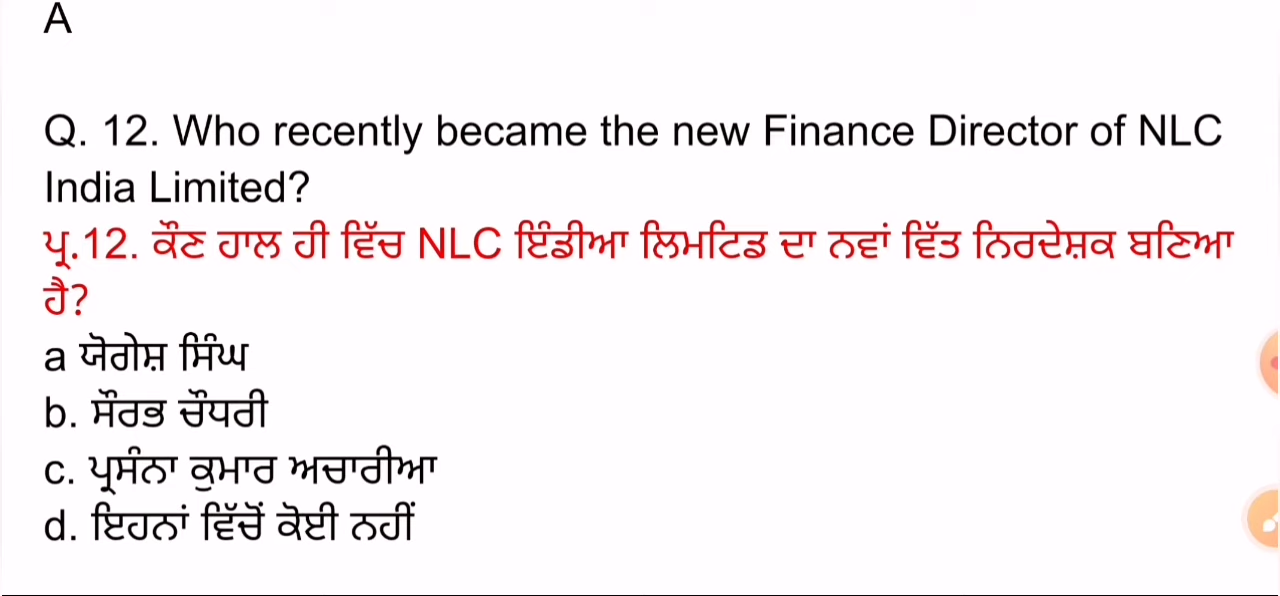 A
Q. 12. Who recently became the new Finance Director of NLC
India Limited?
ਪ੍ਰ.12. ਕੌਣ ਹਾਲ ਹੀ ਵਿੱਚ NLC ਇੰਡੀਆ ਲਿਮਟਿਡ ਦਾ ਨਵਾਂ ਵਿੱਤ ਨਿਰਦੇਸ਼ਕ ਬਣਿਆ
ਹੈ?
a ਯੋਗੇਸ਼ ਸਿੰਘ
b. ਸੌਰਭ ਚੌਧਰੀ
c. ਪ੍ਰਸੰਨਾ ਕੁਮਾਰ ਅਚਾਰੀਆ
d. ਇਹਨਾਂ ਵਿੱਚੋਂ ਕੋਈ ਨਹੀਂ